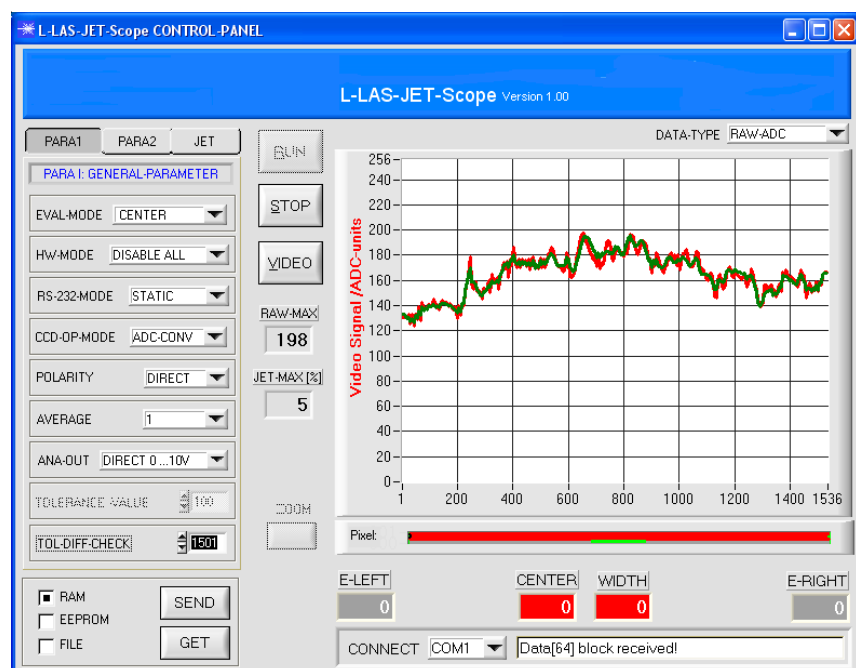 L-LAS-JET-Scope CONTROL-PANEL
L-LAS-JET-Scope Version 1.00
PARA1 PARA2 JET
PARA I: GENERAL-PARAMETER
EVAL-MODE CENTER
HW-MODE DISABLE ALL
RS-232-MODE STATIC
CCD-OP-MODE ADC-CONV
POLARITY DIRECT
AVERAGE 1
ANA-OUT DIRECT 0...10V
TOLERANCE-VALUE 100
TOL-DIFF-CHECK 1501
RAM
EEPROM
FILE
SEND
GET
RUN
STOP
VIDEO
RAW-MAX
198
JET-MAX [%]
5
ZOOM
DATA-TYPE RAW-ADC
Video Signal /ADC-units
256
240
220
200
180
160
140
120
100
80
60
40
20
0
1 200 400 600 800 1000 1200 1400 1536
Pixel:
E-LEFT CENTER WIDTH E-RIGHT
0 0 0 0
CONNECT COM1 Data[64] block received!